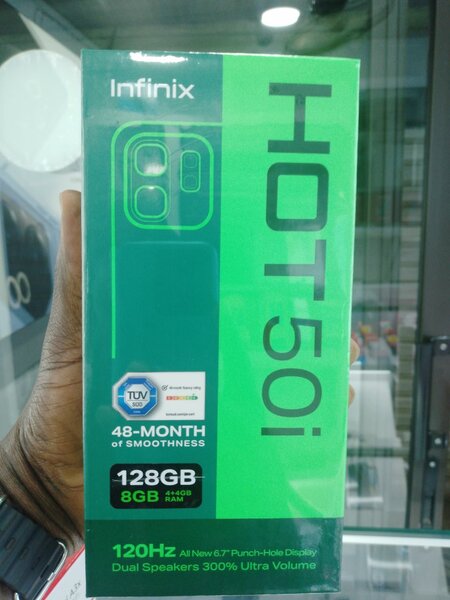 Infinix
HOT 50i
TÜV
SÜD
48-MONTH
of SMOOTHNESS
128GB
8GB 4+4GB
RAM
120Hz All New 6.7" Punch-Hole Display
Dual Speakers 300% Ultra Volume